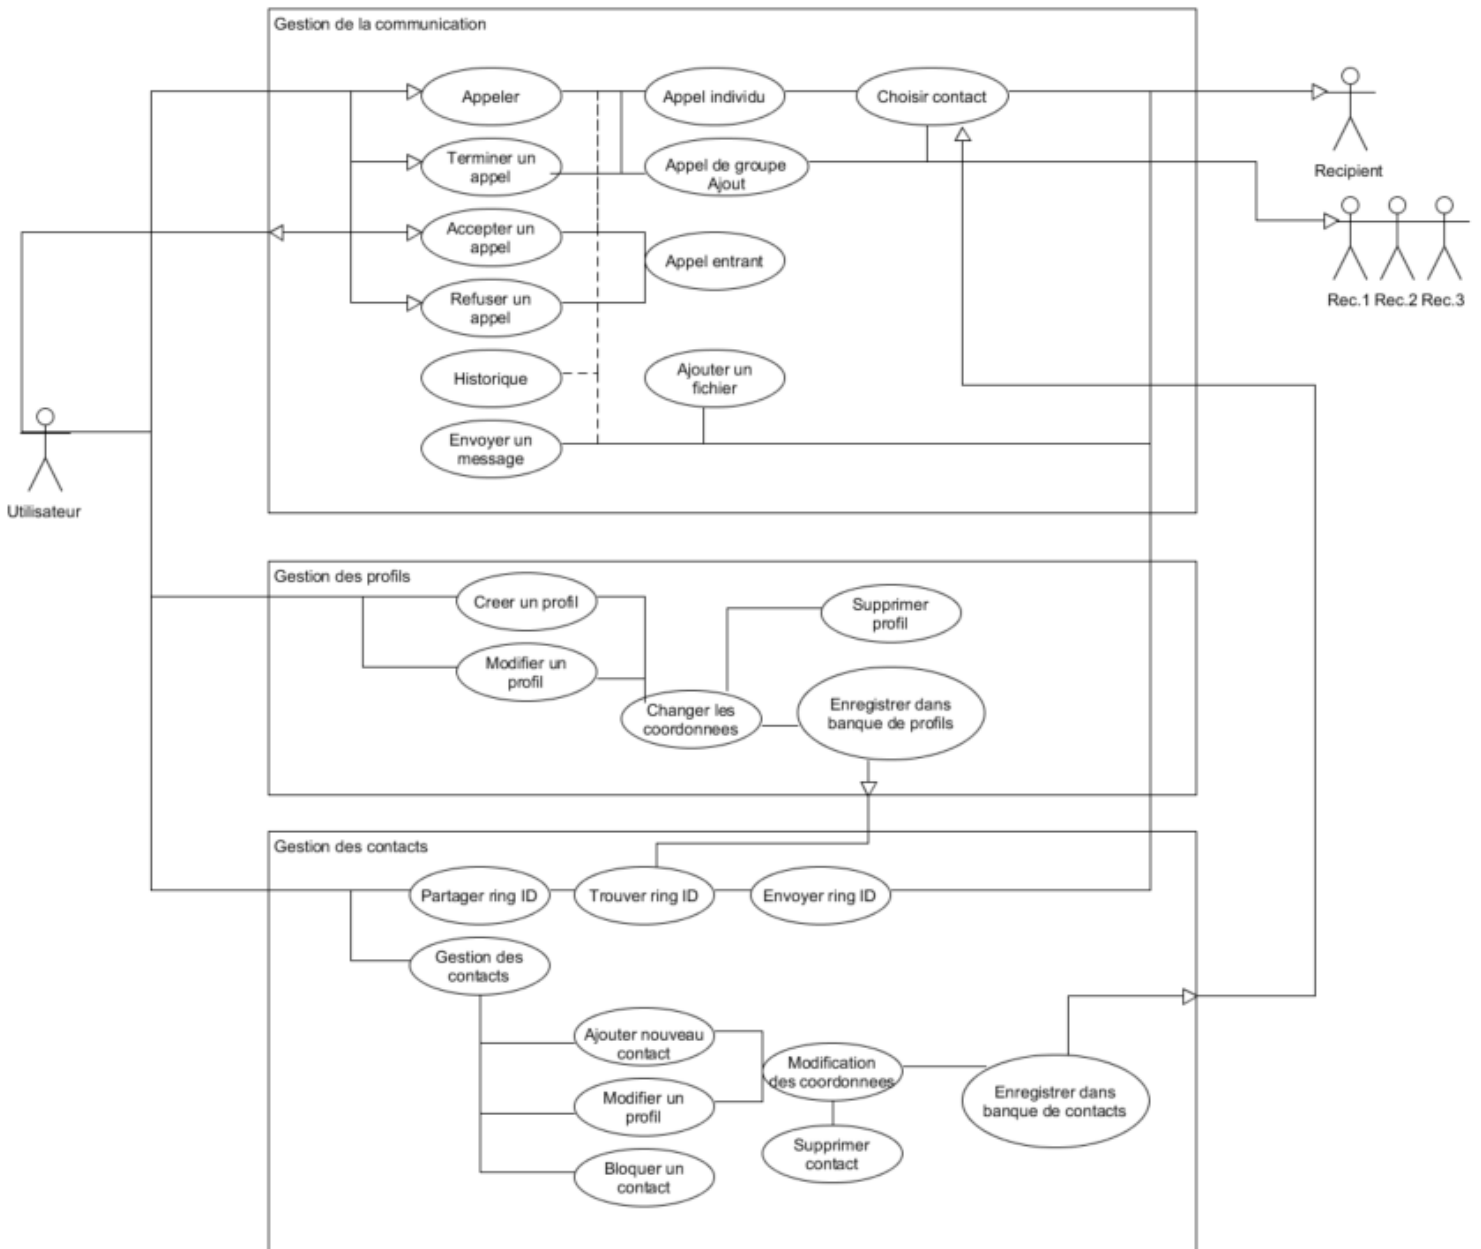 Gestion de la communication
Appeler
Appel individu
Choisir contact
Recipient
Terminer un
appel
Appel de groupe
Ajout
Accepter un
appel
Appel entrant
Rec.1 Rec.2 Rec.3
Refuser un
appel
Historique
Ajouter un
fichier
Envoyer un
message
Utilisateur
Gestion des profils
Creer un profil
Supprimer
profil
Modifier un
profil
Changer les
coordonnees
Enregistrer dans
banque de profils
Gestion des contacts
Partager ring ID
Trouver ring ID
Envoyer ring ID
Gestion des
contacts
Ajouter nouveau
contact
Modification
des coordonnees
Modifier un
profil
Enregistrer dans
banque de contacts
Supprimer
contact
Bloquer un
contact